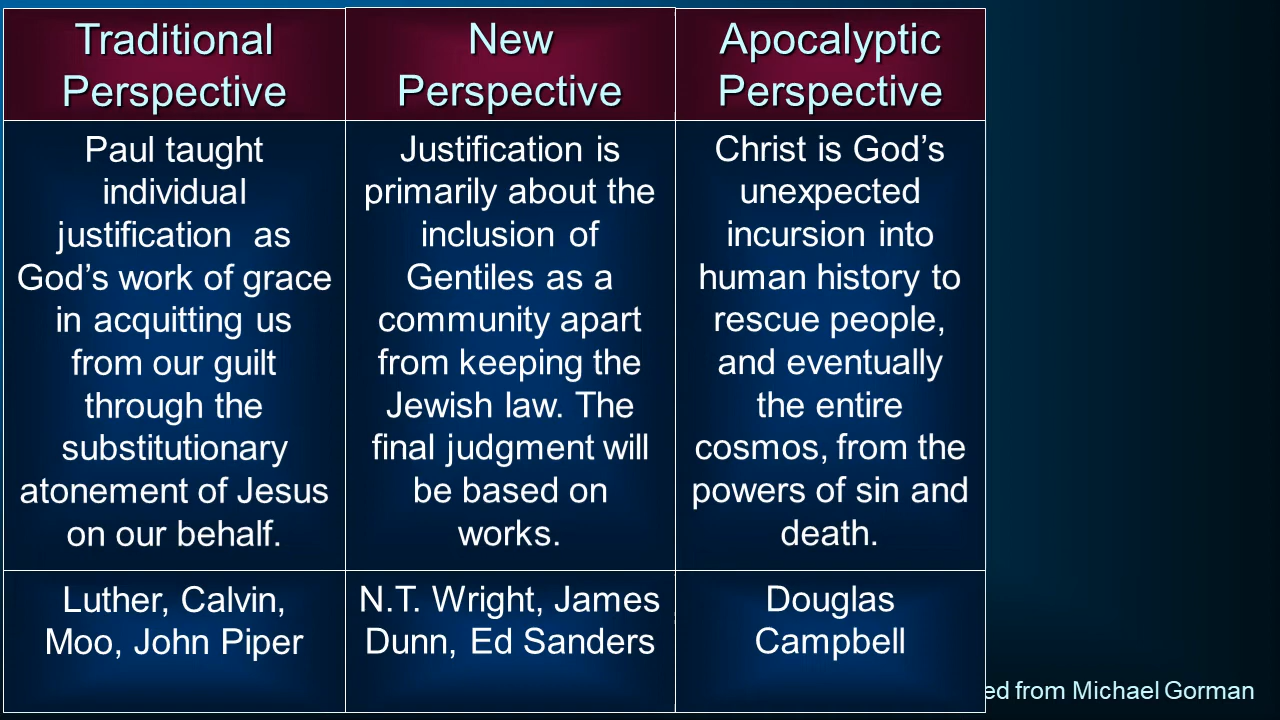 Traditional
Perspective
New
Perspective
Apocalyptic
Perspective
Paul taught
individual
justification  as
God’s work of grace
in acquitting us
from our guilt
through the
substitutionary
atonement of Jesus
on our behalf.
Justification is
primarily about the
inclusion of
Gentiles as a
community apart
from keeping the
Jewish law. The
final judgment will
be based on
works.
Christ is God’s
unexpected
incursion into
human history to
rescue people,
and eventually
the entire
cosmos, from the
powers of sin and
death.
Luther, Calvin,
Moo, John Piper
N.T. Wright, James
Dunn, Ed Sanders
Douglas
Campbell
from Michael Gorman